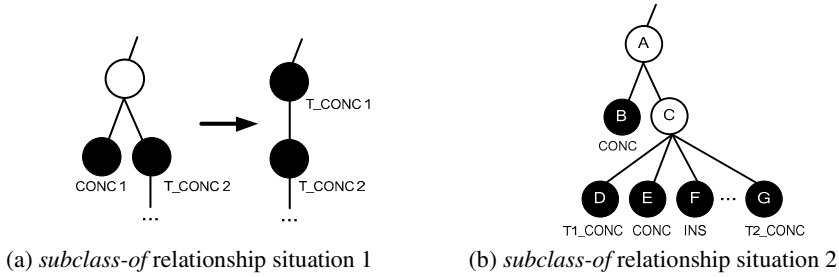 CONC 1
T_CONC 2
...
T_CONC 1
T_CONC 2
...
(a) subclass-of relationship situation 1
A
B
C
CONC
D
E
F
...
G
T1_CONC
CONC
INS
T2_CONC
(b) subclass-of relationship situation 2